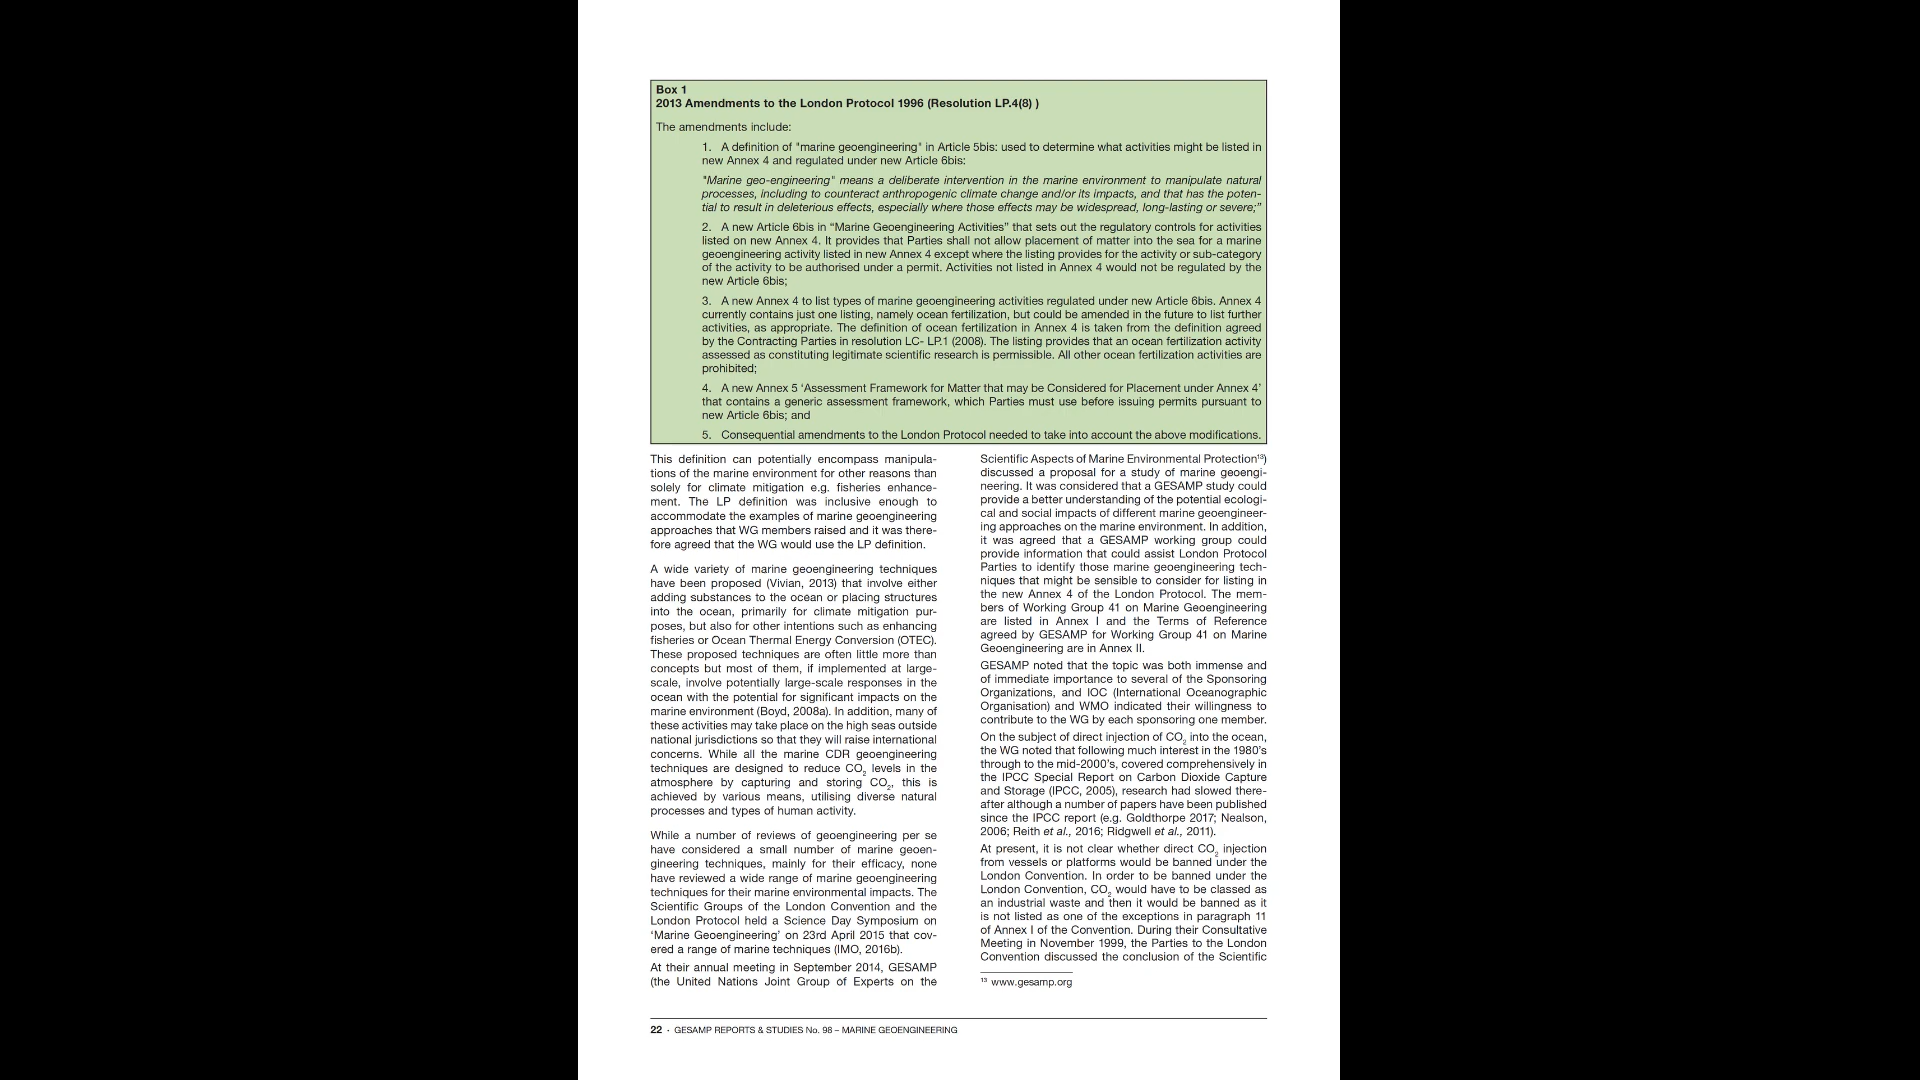 Box 1
2013 Amendments to the London Protocol 1996 (Resolution LP.4(8) )
The amendments include:
1. A definition of "marine geoengineering" in Article 5bis: used to determine what activities might be listed in
new Annex 4 and regulated under new Article 6bis:
"Marine geo-engineering" means a deliberate intervention in the marine environment to manipulate natural
processes, including to counteract anthropogenic climate change and/or its impacts, and that has the poten-
tial to result in deleterious effects, especially where those effects may be widespread, long-lasting or severe;"
2. A new Article 6bis in “Marine Geoengineering Activities” that sets out the regulatory controls for activities
listed on new Annex 4. It provides that Parties shall not allow placement of matter into the sea for a marine
geoengineering activity listed in new Annex 4 except where the listing provides for the activity or sub-category
of the activity to be authorised under a permit. Activities not listed in Annex 4 would not be regulated by the
new Article 6bis;
3. A new Annex 4 to list types of marine geoengineering activities regulated under new Article 6bis. Annex 4
currently contains just one listing, namely ocean fertilization, but could be amended in the future to list further
activities, as appropriate. The definition of ocean fertilization in Annex 4 is taken from the definition agreed
by the Contracting Parties in resolution LC- LP.1 (2008). The listing provides that an ocean fertilization activity
assessed as constituting legitimate scientific research is permissible. All other ocean fertilization activities are
prohibited;
4. A new Annex 5 ‘Assessment Framework for Matter that may be Considered for Placement under Annex 4’
that contains a generic assessment framework, which Parties must use before issuing permits pursuant to
new Article 6bis; and
5. Consequential amendments to the London Protocol needed to take into account the above modifications.
This definition can potentially encompass manipula-
tions of the marine environment for other reasons than
solely for climate mitigation e.g. fisheries enhance-
ment. The LP definition was inclusive enough to
accommodate the examples of marine geoengineering
approaches that WG members raised and it was there-
fore agreed that the WG would use the LP definition.
A wide variety of marine geoengineering techniques
have been proposed (Vivian, 2013) that involve either
adding substances to the ocean or placing structures
into the ocean, primarily for climate mitigation pur-
poses, but also for other intentions such as enhancing
fisheries or Ocean Thermal Energy Conversion (OTEC).
These proposed techniques are often little more than
concepts but most of them, if implemented at large-
scale, involve potentially large-scale responses in the
ocean with the potential for significant impacts on the
marine environment (Boyd, 2008a). In addition, many of
these activities may take place on the high seas outside
national jurisdictions so that they will raise international
concerns. While all the marine CDR geoengineering
techniques are designed to reduce CO₂ levels in the
atmosphere by capturing and storing CO₂, this is
achieved by various means, utilising diverse natural
processes and types of human activity.
While a number of reviews of geoengineering per se
have considered a small number of marine geoen-
gineering techniques, mainly for their efficacy, none
have reviewed a wide range of marine geoengineering
techniques for their marine environmental impacts. The
Scientific Groups of the London Convention and the
London Protocol held a Science Day Symposium on
‘Marine Geoengineering’ on 23rd April 2015 that cov-
ered a range of marine techniques (IMO, 2016b).
At their annual meeting in September 2014, GESAMP
(the United Nations Joint Group of Experts on the
Scientific Aspects of Marine Environmental Protection¹³)
discussed a proposal for a study of marine geoengi-
neering. It was considered that a GESAMP study could
provide a better understanding of the potential ecologi-
cal and social impacts of different marine geoengineer-
ing approaches on the marine environment. In addition,
it was agreed that a GESAMP working group could
provide information that could assist London Protocol
Parties to identify those marine geoengineering tech-
niques that might be sensible to consider for listing in
the new Annex 4 of the London Protocol. The mem-
bers of Working Group 41 on Marine Geoengineering
are listed in Annex I and the Terms of Reference
agreed by GESAMP for Working Group 41 on Marine
Geoengineering are in Annex II.
GESAMP noted that the topic was both immense and
of immediate importance to several of the Sponsoring
Organizations, and IOC (International Oceanographic
Organisation) and WMO indicated their willingness to
contribute to the WG by each sponsoring one member.
On the subject of direct injection of CO₂ into the ocean,
the WG noted that following much interest in the 1980’s
through to the mid-2000’s, covered comprehensively in
the IPCC Special Report on Carbon Dioxide Capture
and Storage (IPCC, 2005), research had slowed there-
after although a number of papers have been published
since the IPCC report (e.g. Goldthorpe 2017; Nealson,
2006; Reith et al., 2016; Ridgwell et al., 2011).
At present, it is not clear whether direct CO₂ injection
from vessels or platforms would be banned under the
London Convention. In order to be banned under the
London Convention, CO₂ would have to be classed as
an industrial waste and then it would be banned as it
is not listed as one of the exceptions in paragraph 11
of Annex I of the Convention. During their Consultative
Meeting in November 1999, the Parties to the London
Convention discussed the conclusion of the Scientific
¹³ www.gesamp.org
22 · GESAMP REPORTS & STUDIES No. 98 – MARINE GEOENGINEERING